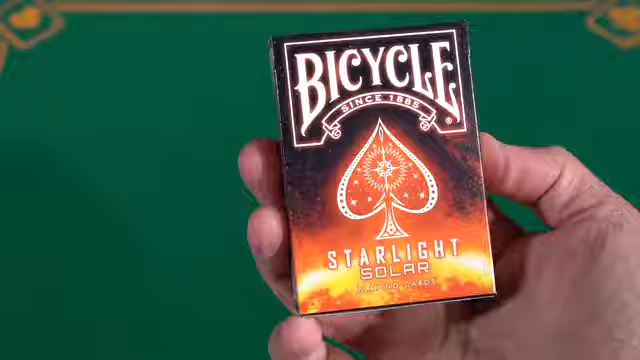 BICYCLE
SINCE 1885
®
STARLIGHT
SOLAR
PLAYING CARDS